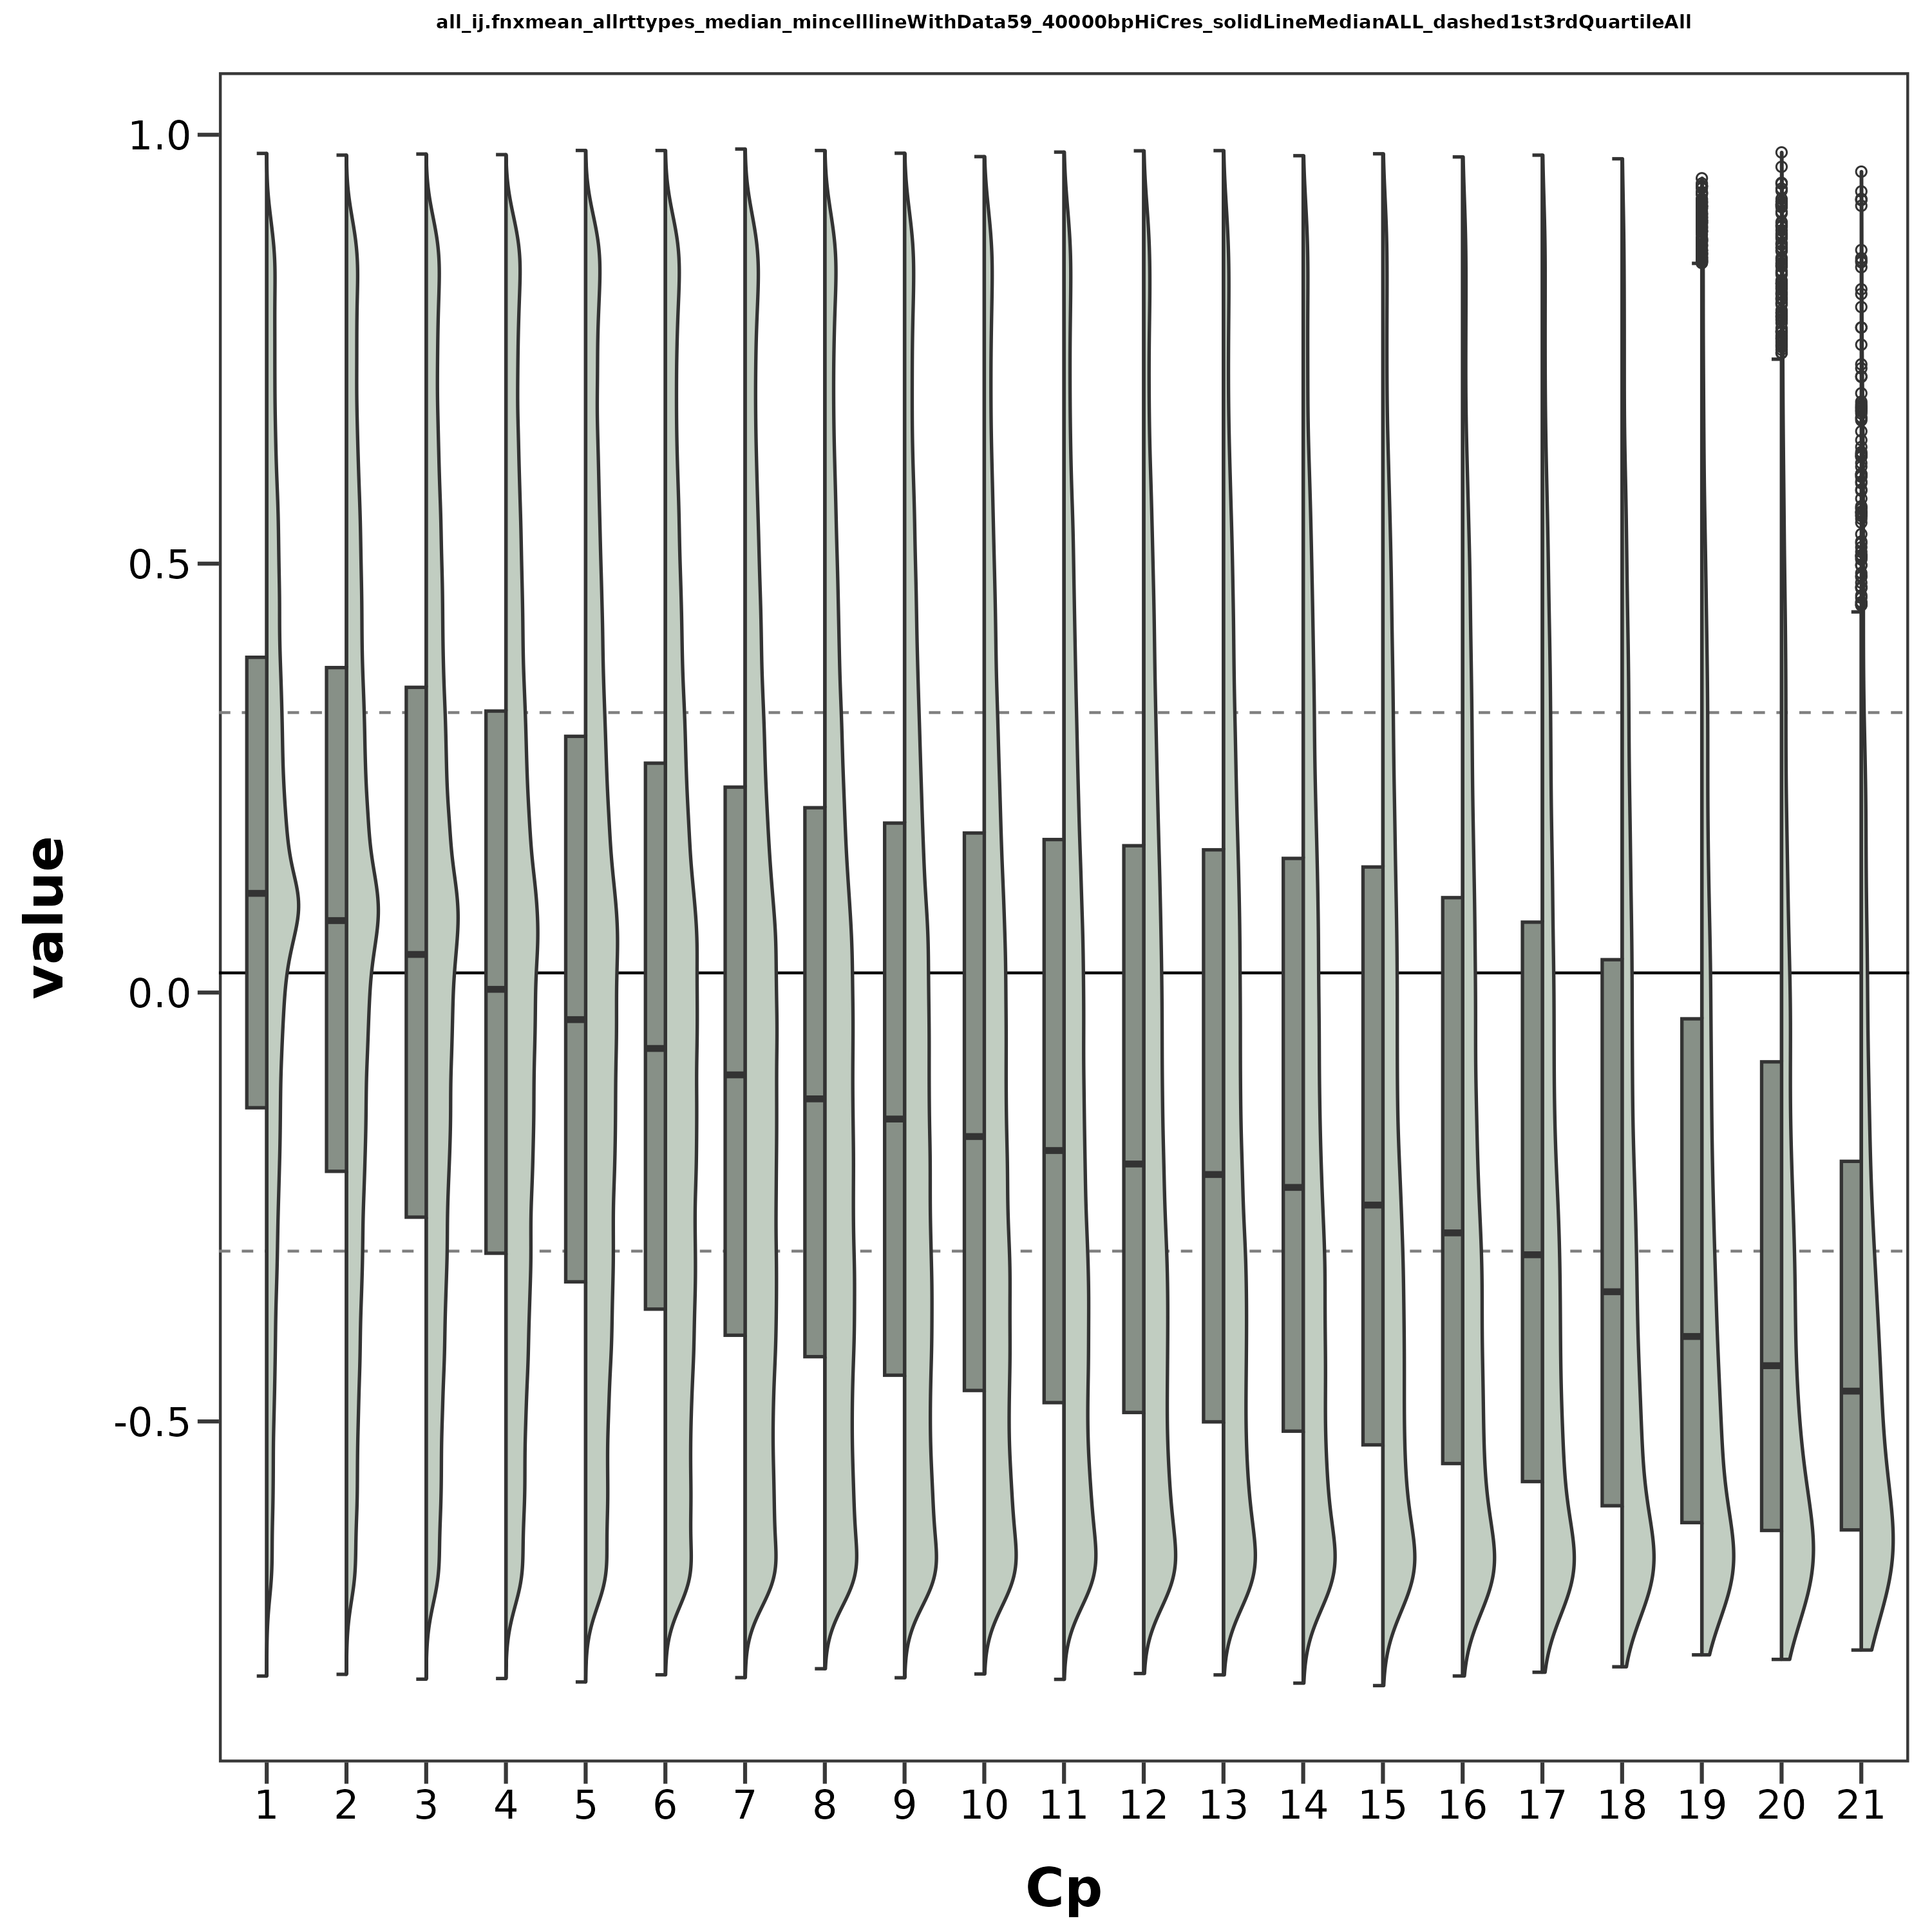 all_ij.fnxmean_allrttypes_median_mincelllineWithData59_40000bpHiCres_solidLineMedianALL_dashed1st3rdQuartileAll
1.0
0.5
0.0
-0.5
value
1 2 3 4 5 6 7 8 9 10 11 12 13 14 15 16 17 18 19 20 21
Cp